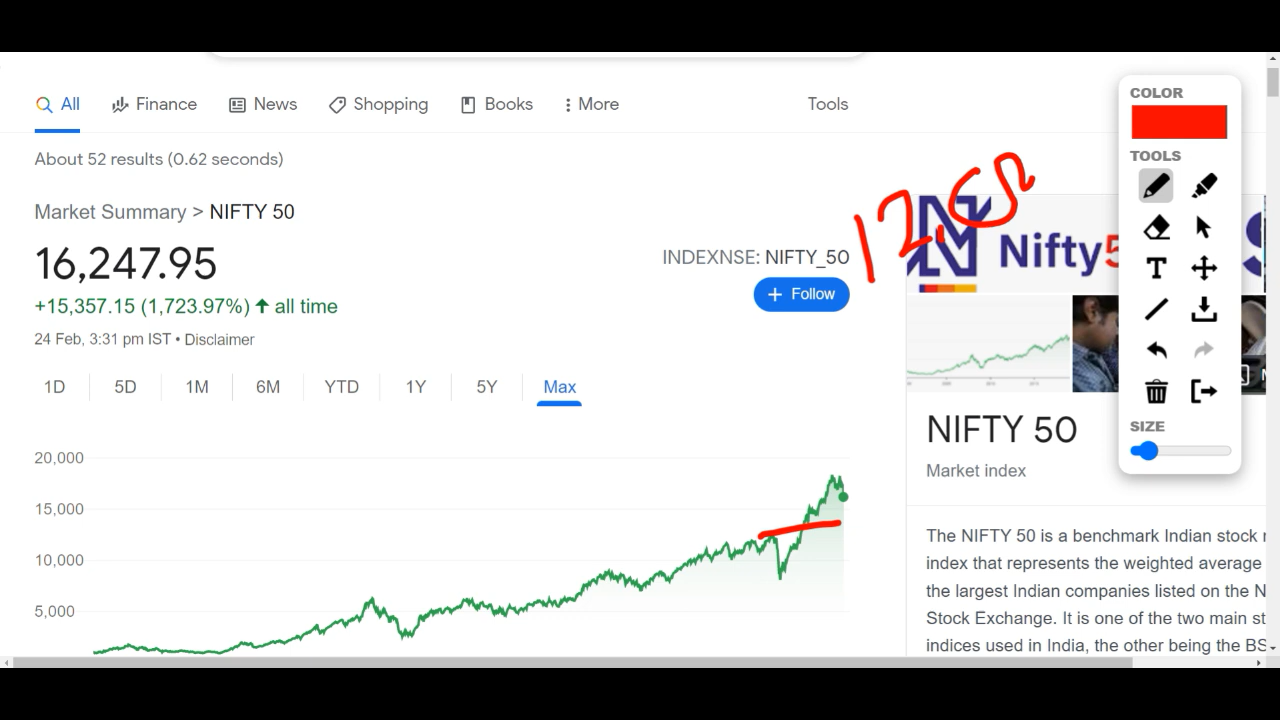 All Finance News Shopping Books More Tools
About 52 results (0.62 seconds)
Market Summary > NIFTY 50
16,247.95
+15,357.15 (1,723.97%) ↑ all time
24 Feb, 3:31 pm IST • Disclaimer
INDEXNSE: NIFTY_50
+ Follow
1D 5D 1M 6M YTD 1Y 5Y Max
20,000
15,000
10,000
5,000
Nifty5
NIFTY 50
Market index
The NIFTY 50 is a benchmark Indian stock
index that represents the weighted average
the largest Indian companies listed on the N
Stock Exchange. It is one of the two main st
indices used in India, the other being the BS
COLOR
TOOLS
T
SIZE